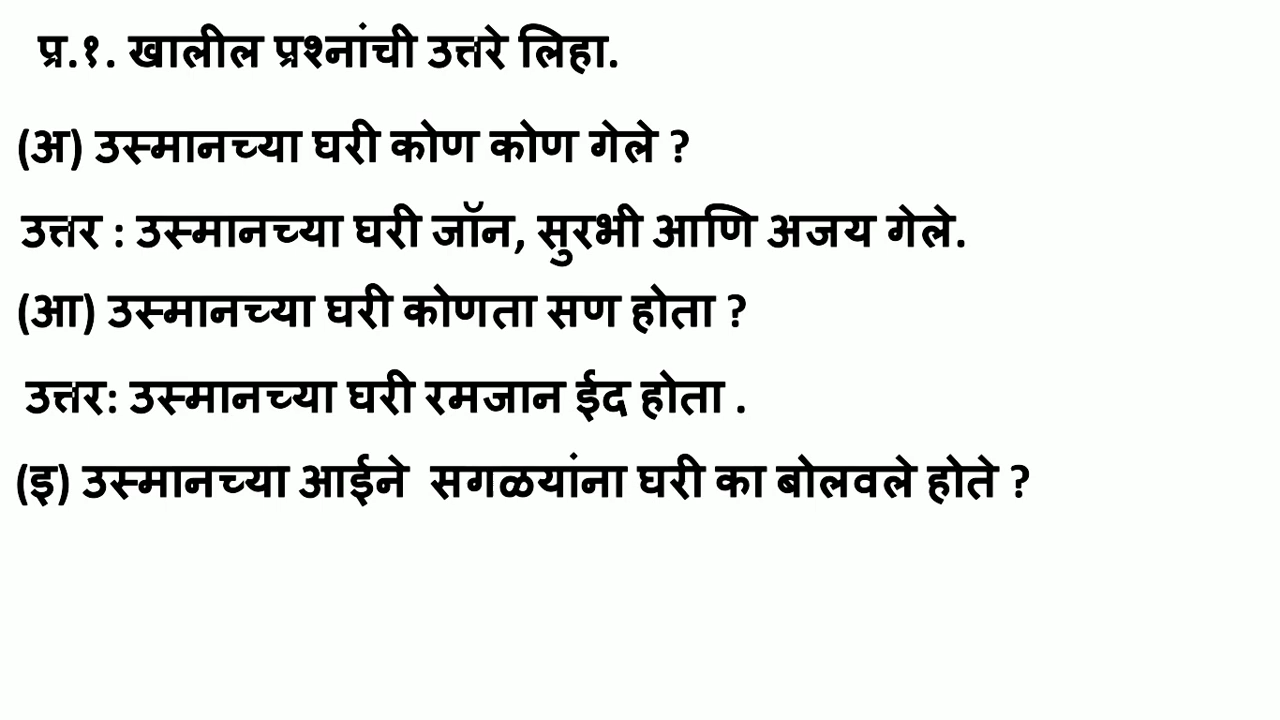 प्र.१. खालील प्रश्नांची उत्तरे लिहा.
(अ) उस्मानच्या घरी कोण कोण गेले ?
उत्तर : उस्मानच्या घरी जॉन, सुरभी आणि अजय गेले.
(आ) उस्मानच्या घरी कोणता सण होता ?
उत्तर: उस्मानच्या घरी रमजान ईद होता .
(इ) उस्मानच्या आईने सगळयांना घरी का बोलवले होते ?